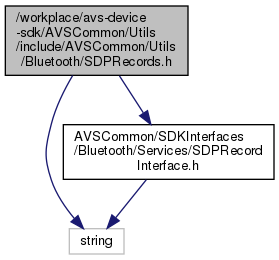 /workplace/avs-device
-sdk/AVSCommon/Utils
/include/AVSCommon/Utils
/Bluetooth/SDPRecords.h
AVSCommon/SDKInterfaces
/Bluetooth/Services/SDPRecord
Interface.h
string